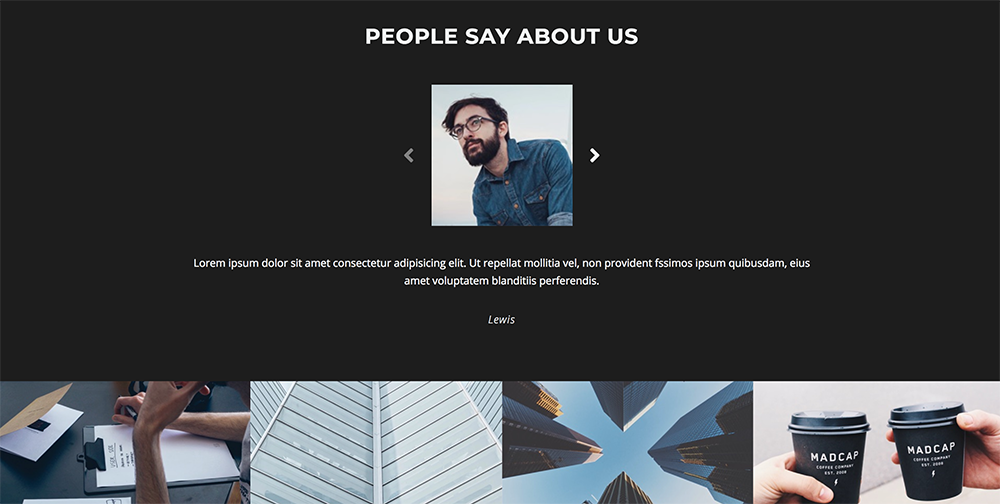 PEOPLE SAY ABOUT US
Lorem ipsum dolor sit amet consectetur adipisicing elit. Ut repellat mollitia vel, non provident fssimos ipsum quibusdam, eius
amet voluptatem blanditiis perferendis.
Lewis
MADCAP
COFFEE COMPANY
EST. 2008
MADCAP
COFFEE COMPANY
EST. 2008